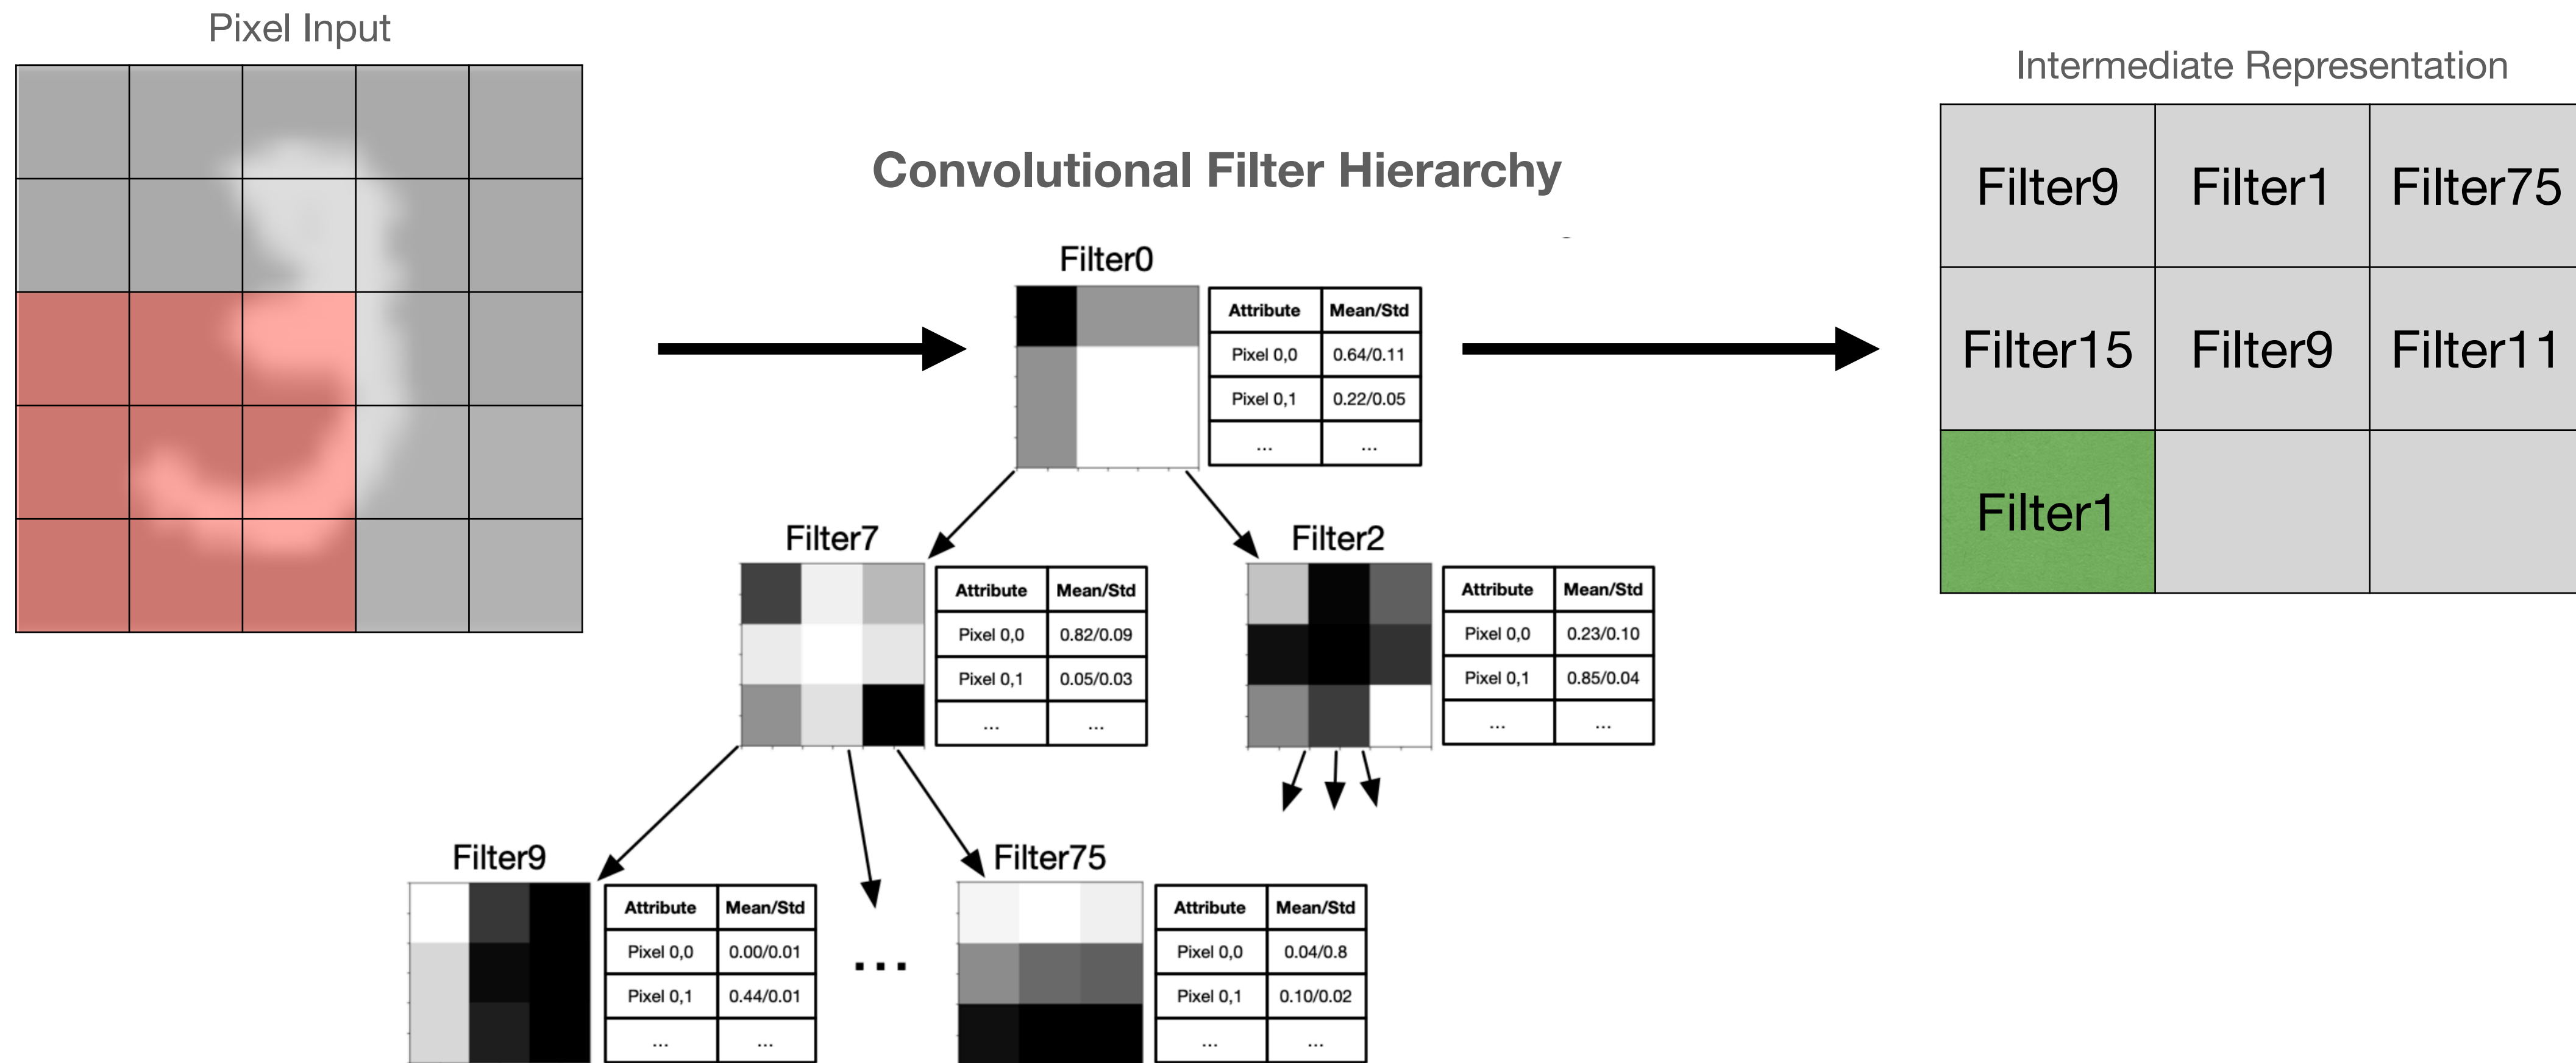 Pixel Input
Intermediate Representation
Convolutional Filter Hierarchy
Filter9 Filter1 Filter75
Filter15 Filter9 Filter11
Filter1
Filter0
Attribute Mean/Std
Pixel 0,0 0.64/0.11
Pixel 0,1 0.22/0.05
... ...
Filter7
Attribute Mean/Std
Pixel 0,0 0.82/0.09
Pixel 0,1 0.05/0.03
... ...
Filter2
Attribute Mean/Std
Pixel 0,0 0.23/0.10
Pixel 0,1 0.85/0.04
... ...
Filter9
Attribute Mean/Std
Pixel 0,0 0.00/0.01
Pixel 0,1 0.44/0.01
... ...
...
Filter75
Attribute Mean/Std
Pixel 0,0 0.04/0.8
Pixel 0,1 0.10/0.02
... ...